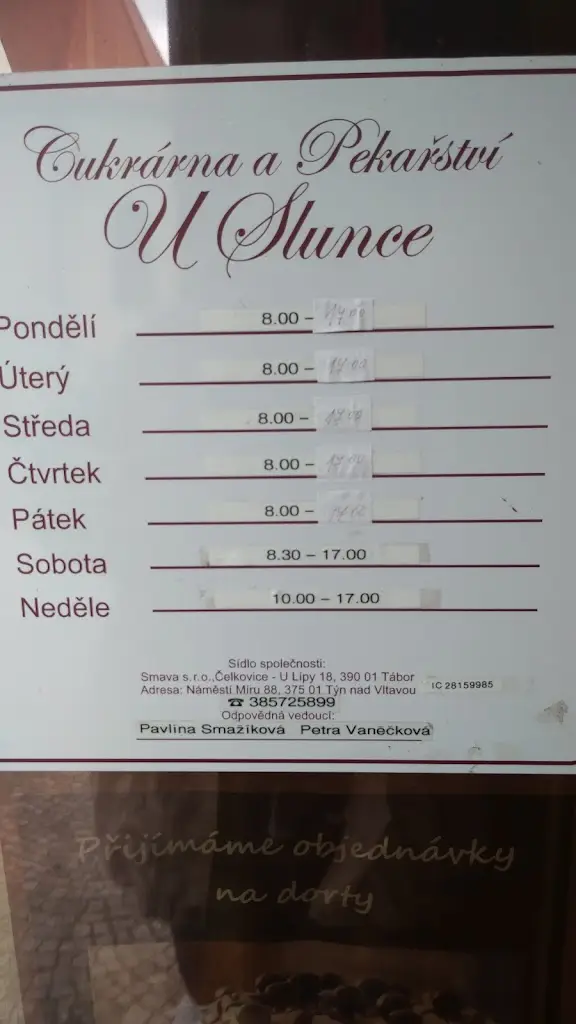 Cukrárna a Pekařství
U Slunce
Pondělí 8.00 –
Úterý 8.00 –
Středa 8.00 –
Čtvrtek 8.00 –
Pátek 8.00 –
Sobota 8.30 – 17.00
Neděle 10.00 – 17.00
Sídlo společnosti:
Smava s.r.o.,Čelkovice - U Lípy 18, 390 01 Tábor
Adresa: Náměstí Míru 88, 375 01 Týn nad Vltavou IC 28159985
☎ 385725899
Odpovědná vedoucí:
Pavlína Smažíková Petra Vanečková
Přijímáme objednávky
na dorty